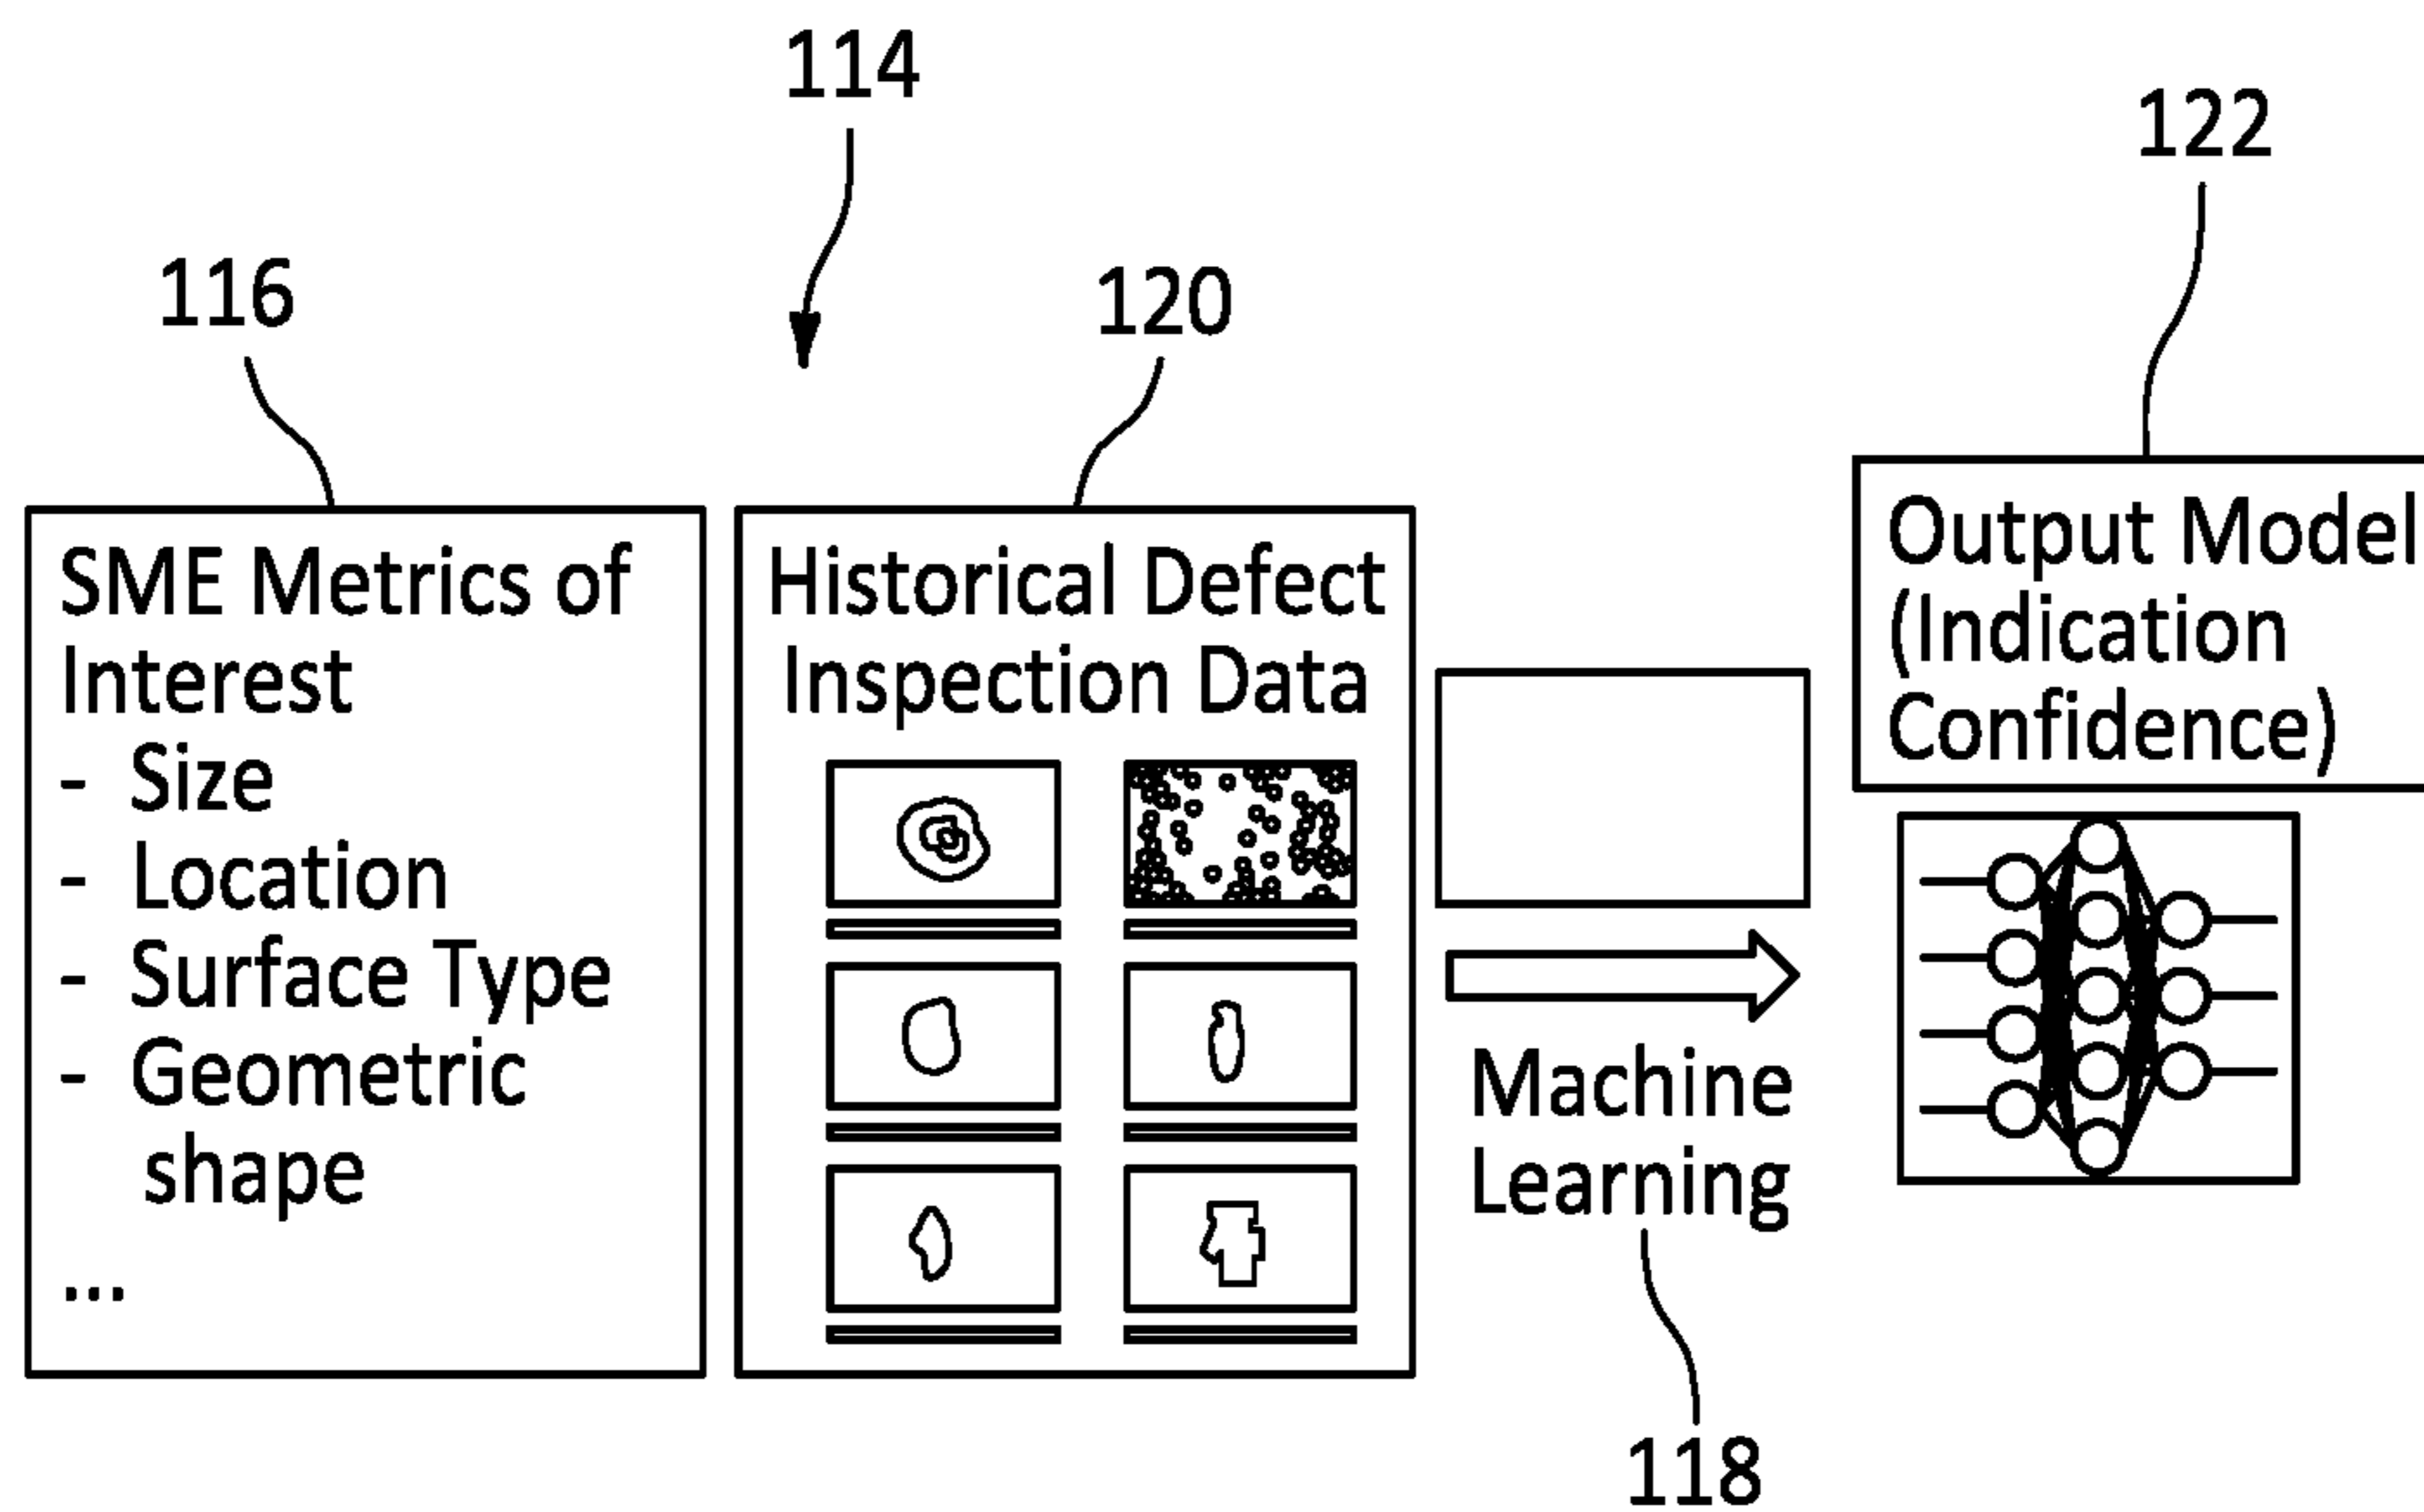 114
122
116
120
SME Metrics of
Interest
- Size
- Location
- Surface Type
- Geometric
shape
...
Historical Defect
Inspection Data
Machine
Learning
118
Output Model
(Indication
Confidence)